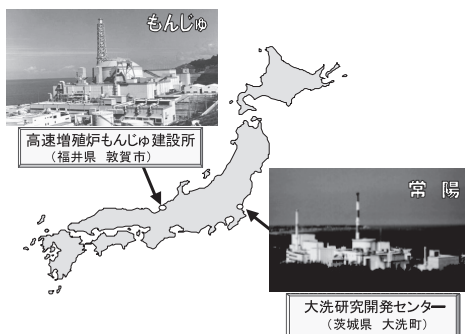 もんじゅ
高速増殖炉もんじゅ建設所
(福井県 敦賀市)
常 陽
大洗研究開発センター
(茨城県 大洗町)